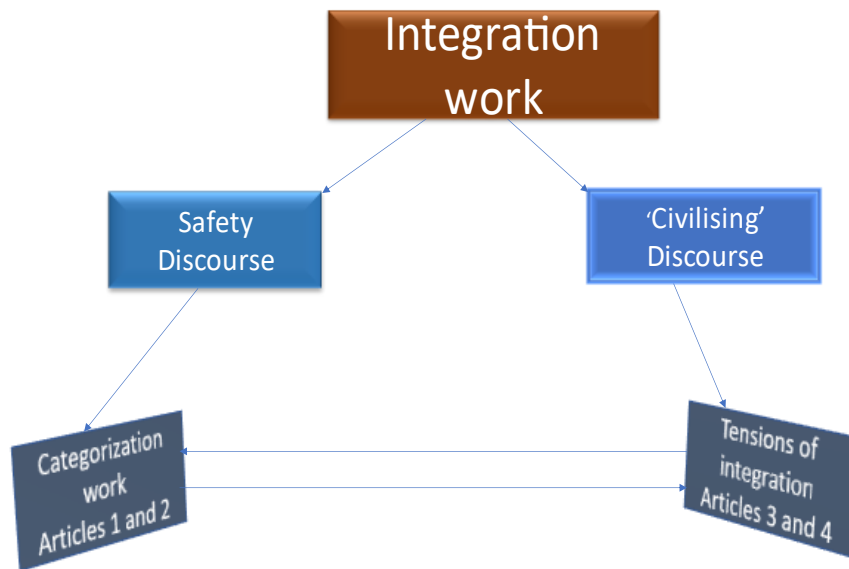 Integration
work
Safety
Discourse
‘Civilising’
Discourse
Categorization
work
Articles 1 and 2
Tensions of
integration
Articles 3 and 4